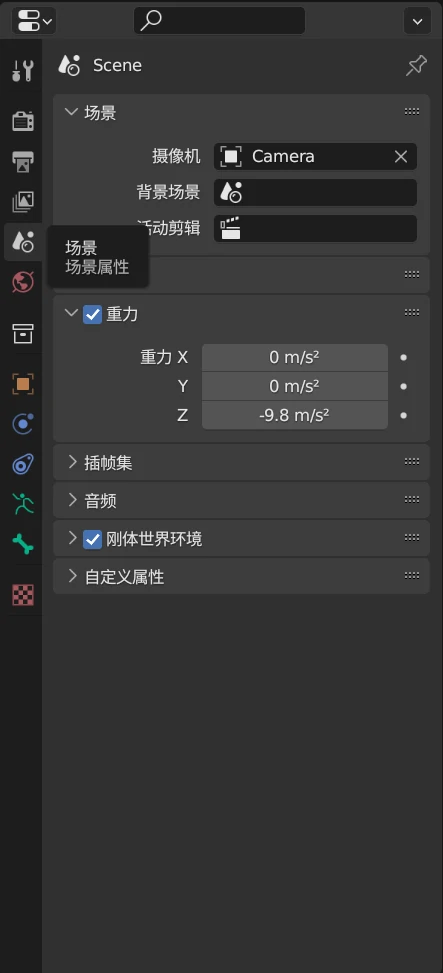 Scene
场景
摄像机 Camera
背景场景
动剪辑
场景
场景属性
重力
重力 X 0 m/s²
Y 0 m/s²
Z -9.8 m/s²
插帧集
音频
刚体世界环境
自定义属性